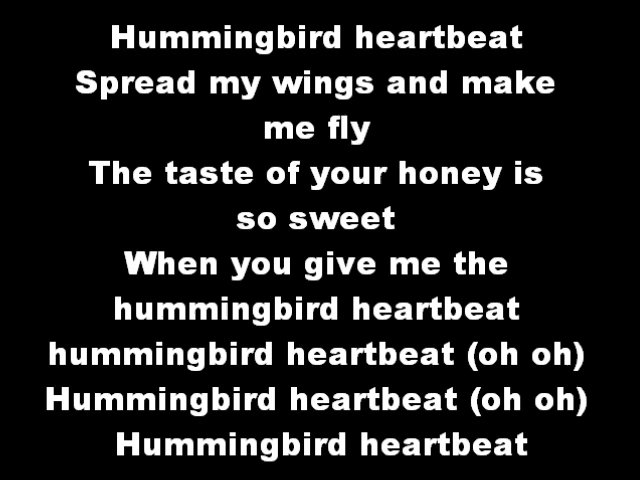 Hummingbird heartbeat
Spread my wings and make
me fly
The taste of your honey is
so sweet
When you give me the
hummingbird heartbeat
hummingbird heartbeat (oh oh)
Hummingbird heartbeat (oh oh)
Hummingbird heartbeat